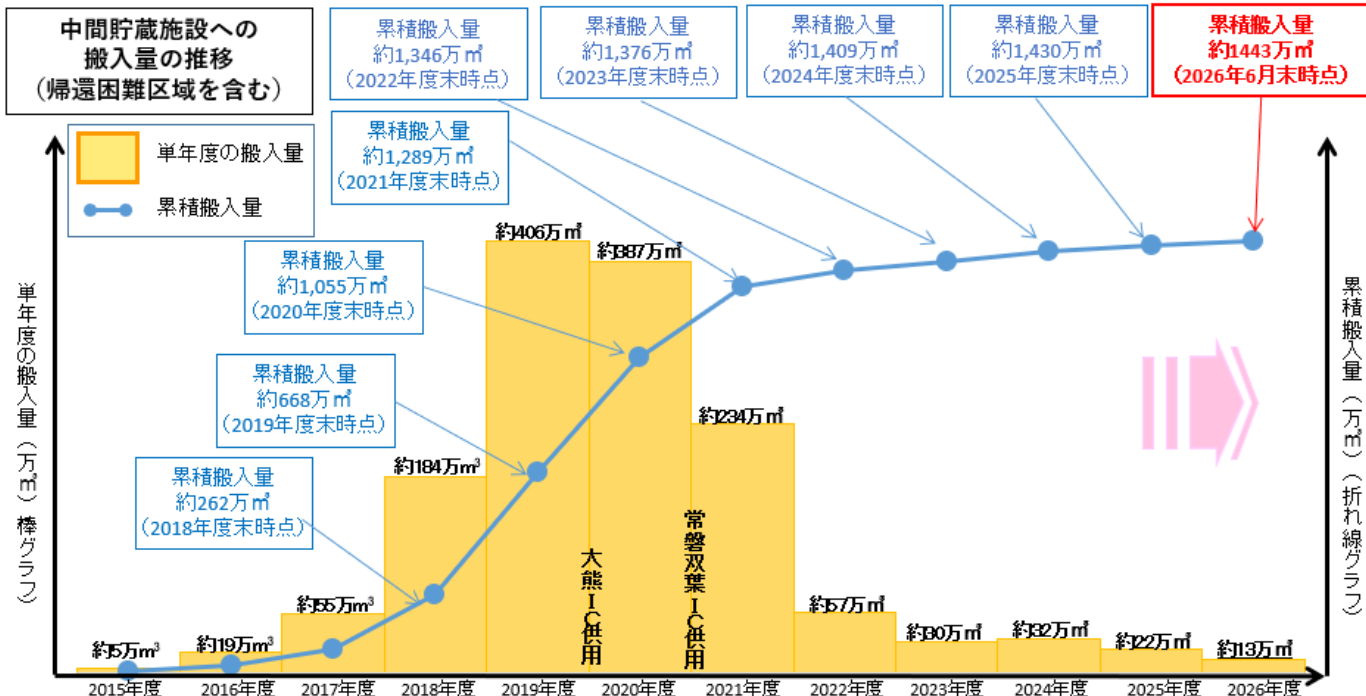 中間貯蔵施設への
搬入量の推移
（帰還困難区域を含む）
単年度の搬入量
累積搬入量
累積搬入量
約1,346万㎥
（2022年度末時点）
累積搬入量
約1,376万㎥
（2023年度末時点）
累積搬入量
約1,409万㎥
（2024年度末時点）
累積搬入量
約1,430万㎥
（2025年度末時点）
累積搬入量
約1443万㎥
（2026年6月末時点）
累積搬入量
約1,289万㎥
（2021年度末時点）
累積搬入量
約1,055万㎥
（2020年度末時点）
累積搬入量
約668万㎥
（2019年度末時点）
累積搬入量
約262万㎥
（2018年度末時点）
単年度の搬入量（万㎥）棒グラフ）
累積搬入量（万㎥）（折れ線グラフ）
約5万m³
約19万m³
約55万m³
約184万m³
約406万㎥
約387万㎥
約234万㎥
約57万㎥
約30万㎥
約32万㎥
約22万㎥
約13万㎥
大熊IC供用
常磐双葉IC供用
2015年度
2016年度
2017年度
2018年度
2019年度
2020年度
2021年度
2022年度
2023年度
2024年度
2025年度
2026年度